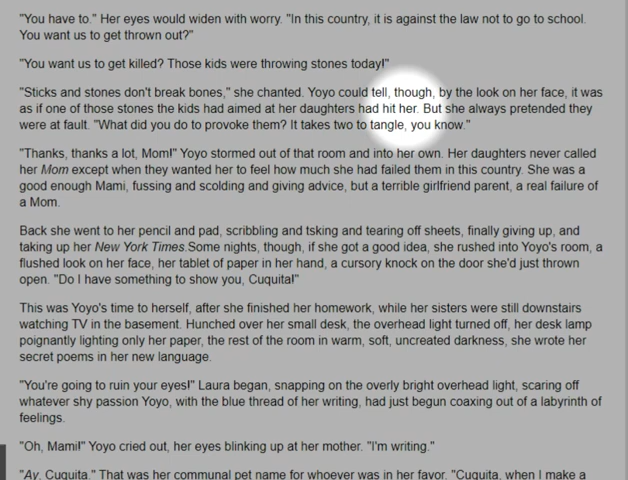 "You have to." Her eyes would widen with worry. "In this country, it is against the law not to go to school.
You want us to get thrown out?"
"You want us to get killed? Those kids were throwing stones today!"
"Sticks and stones don't break bones," she chanted. Yoyo could tell, though, by the look on her face, it was
as if one of those stones the kids had aimed at her daughters had hit her. But she always pretended they
were at fault. "What did you do to provoke them? It takes two to tangle, you know."
"Thanks, thanks a lot, Mom!" Yoyo stormed out of that room and into her own. Her daughters never called
her Mom except when they wanted her to feel how much she had failed them in this country. She was a
good enough Mami, fussing and scolding and giving advice, but a terrible girlfriend parent, a real failure of
a Mom.
Back she went to her pencil and pad, scribbling and tsking and tearing off sheets, finally giving up, and
taking up her New York Times.Some nights, though, if she got a good idea, she rushed into Yoyo's room, a
flushed look on her face, her tablet of paper in her hand, a cursory knock on the door she'd just thrown
open. "Do I have something to show you, Cuquita!"
This was Yoyo's time to herself, after she finished her homework, while her sisters were still downstairs
watching TV in the basement. Hunched over her small desk, the overhead light turned off, her desk lamp
poignantly lighting only her paper, the rest of the room in warm, soft, uncreated darkness, she wrote her
secret poems in her new language.
"You're going to ruin your eyes!" Laura began, snapping on the overly bright overhead light, scaring off
whatever shy passion Yoyo, with the blue thread of her writing, had just begun coaxing out of a labyrinth of
feelings.
"Oh, Mami!" Yoyo cried out, her eyes blinking up at her mother. "I'm writing."
"Ay, Cuquita." That was her communal pet name for whoever was in her favor. "Cuquita, when I make a